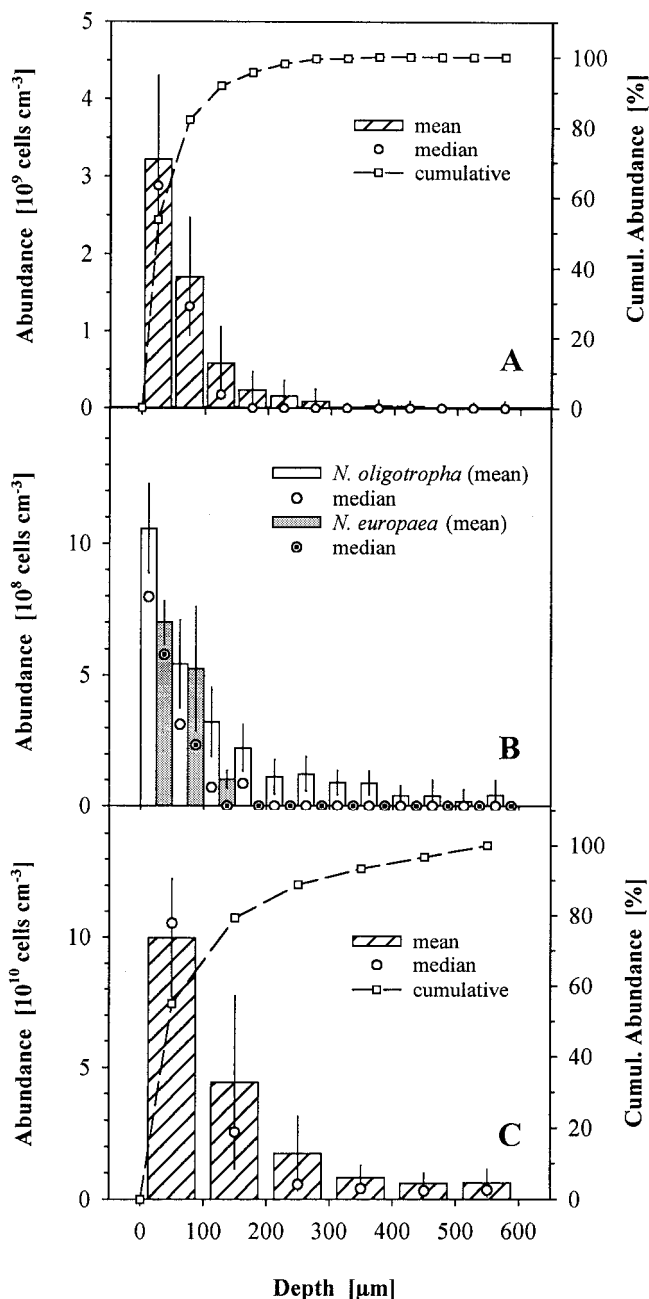 5
4
3
2
1
0
Abundance [10⁹ cells cm⁻³]
100
80
60
40
20
0
Cumul. Abundance [%]
mean
median
cumulative
A
10
5
0
Abundance [10⁸ cells cm⁻³]
N. oligotropha (mean)
median
N. europaea (mean)
median
B
10
5
0
Abundance [10¹⁰ cells cm⁻³]
100
80
60
40
20
0
Cumul. Abundance [%]
mean
median
cumulative
C
0 100 200 300 400 500 600
Depth [µm]